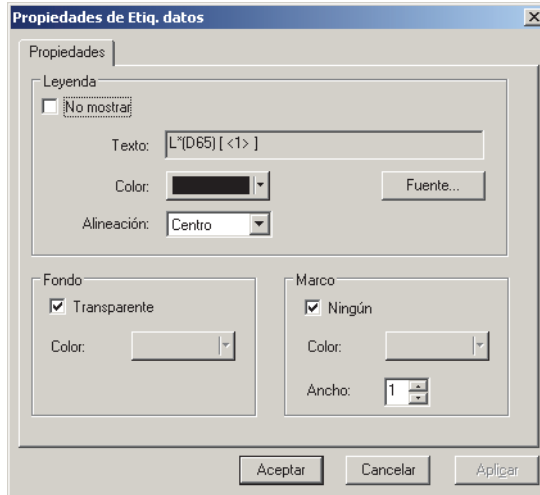 Propiedades de Etiq. datos
Propiedades
Leyenda
No mostrar
Texto: L*(D65) [ <1> ]
Color: Fuente...
Alineación: Centro
Fondo
Transparente
Color:
Marco
Ningún
Color:
Ancho: 1
Aceptar Cancelar Aplicar